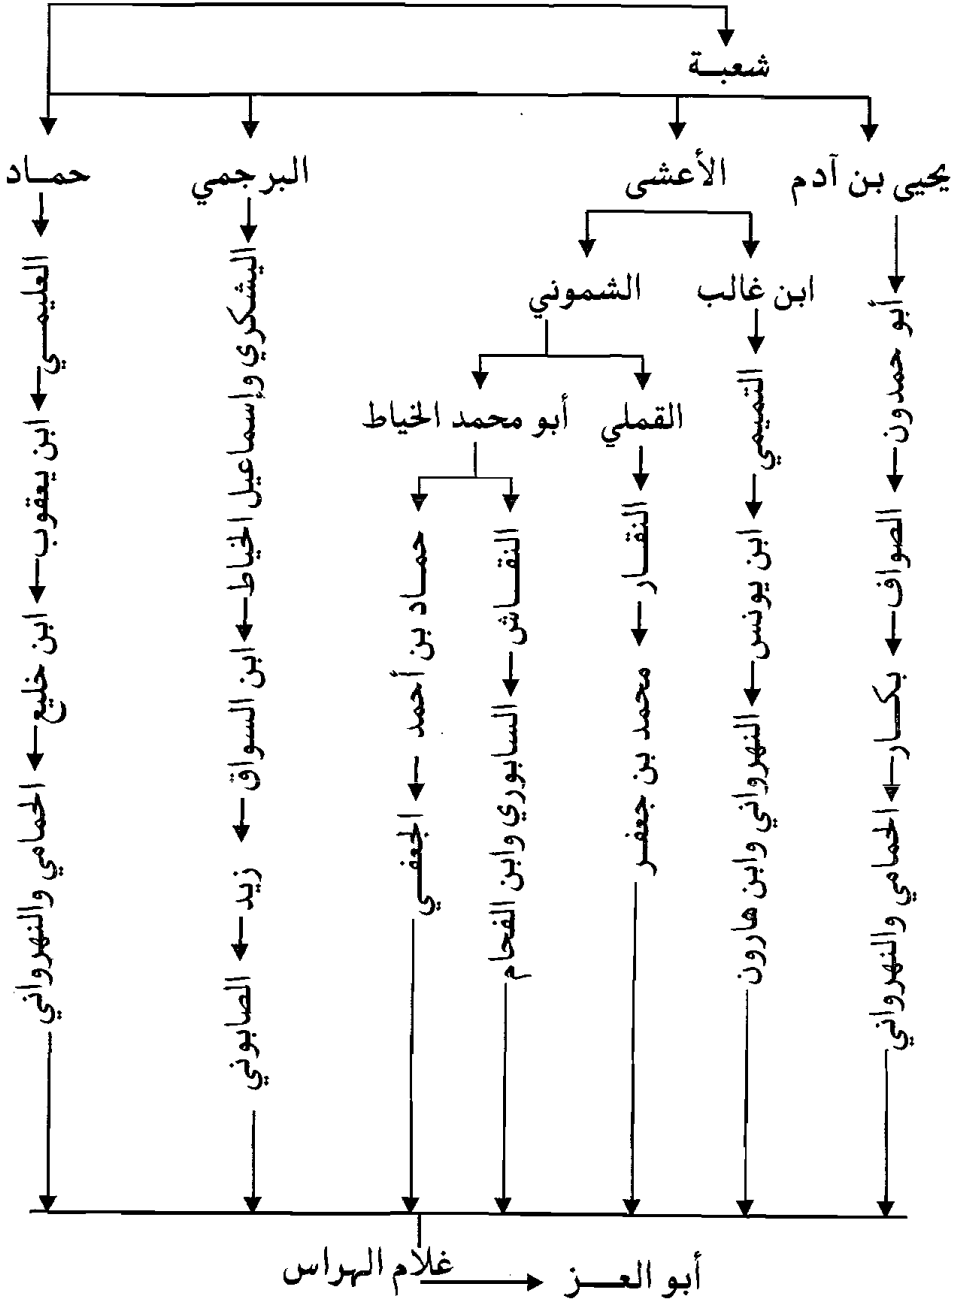 شعبة
يحيى بن آدم
الأعشى
البرجمي
حماد
ابن غالب
الشموني
القملي
أبو محمد الخياط
أبو حمدون
الصواف
بكار
الحمامي والنهرواني
التميمي
ابن يونس
النهرواني وابن هارون
النقار
محمد بن جعفر
النقاش
السابوري وابن الفحام
حماد بن أحمد
الجعفي
اليشكري وإسماعيل الخياط
ابن السواق
زيد
الصابوني
العليمي
ابن يعقوب
ابن خليع
الحمامي والنهرواني
غلام الهراس
أبو العز